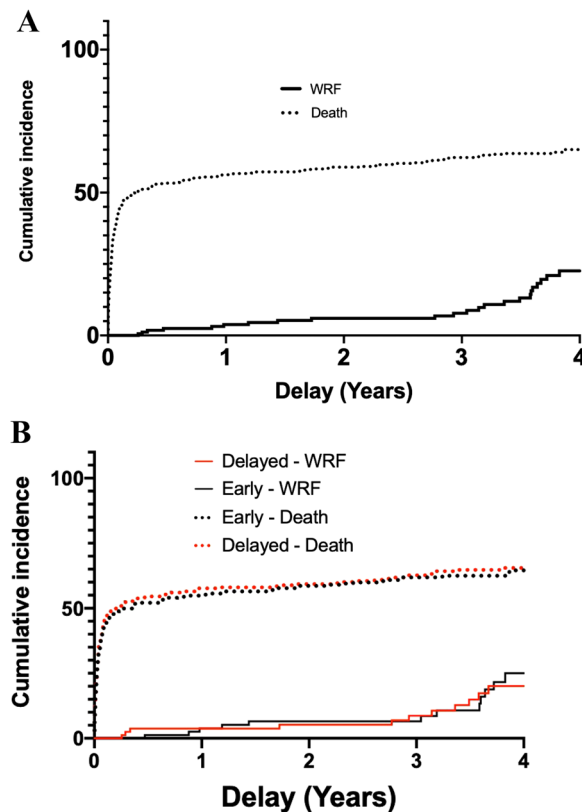 A
100
50
0
Cumulative incidence
WRF
Death
0 1 2 3 4
Delay (Years)
B
100
50
0
Cumulative incidence
Delayed - WRF
Early - WRF
Early - Death
Delayed - Death
0 1 2 3 4
Delay (Years)